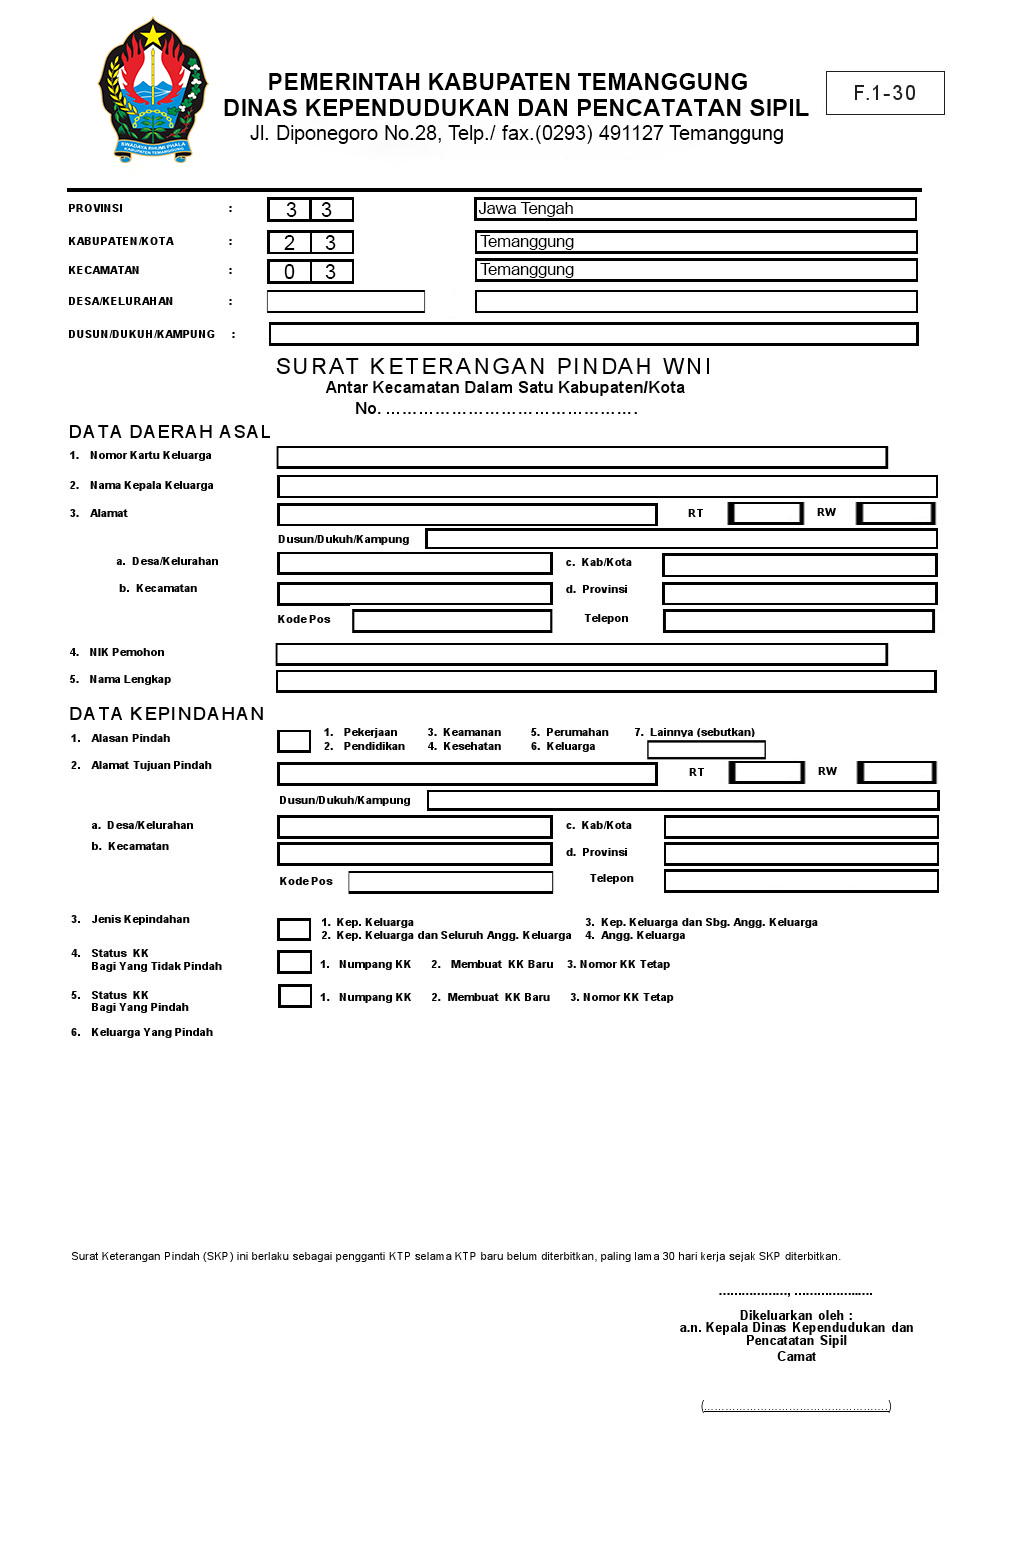 PEMERINTAH KABUPATEN TEMANGGUNG
DINAS KEPENDUDUKAN DAN PENCATATAN SIPIL
Jl. Diponegoro No.28, Telp./ fax.(0293) 491127 Temanggung
F.1-30
SWADAYA BHUMI PHALA
KABUPATEN TEMANGGUNG
PROVINSI : 3 3 Jawa Tengah
KABUPATEN/KOTA : 2 3 Temanggung
KECAMATAN : 0 3 Temanggung
DESA/KELURAHAN :
DUSUN/DUKUH/KAMPUNG :
SURAT KETERANGAN PINDAH WNI
Antar Kecamatan Dalam Satu Kabupaten/Kota
No. ……………………………………….
DATA DAERAH ASAL
1. Nomor Kartu Keluarga
2. Nama Kepala Keluarga
3. Alamat RT RW
Dusun/Dukuh/Kampung
a. Desa/Kelurahan c. Kab/Kota
b. Kecamatan d. Provinsi
Kode Pos Telepon
4. NIK Pemohon
5. Nama Lengkap
DATA KEPINDAHAN
1. Alasan Pindah 1. Pekerjaan 3. Keamanan 5. Perumahan 7. Lainnya (sebutkan)
2. Pendidikan 4. Kesehatan 6. Keluarga
2. Alamat Tujuan Pindah RT RW
Dusun/Dukuh/Kampung
a. Desa/Kelurahan c. Kab/Kota
b. Kecamatan d. Provinsi
Kode Pos Telepon
3. Jenis Kepindahan 1. Kep. Keluarga 3. Kep. Keluarga dan Sbg. Angg. Keluarga
2. Kep. Keluarga dan Seluruh Angg. Keluarga 4. Angg. Keluarga
4. Status KK
Bagi Yang Tidak Pindah 1. Numpang KK 2. Membuat KK Baru 3. Nomor KK Tetap
5. Status KK 1. Numpang KK 2. Membuat KK Baru 3. Nomor KK Tetap
Bagi Yang Pindah
6. Keluarga Yang Pindah
Surat Keterangan Pindah (SKP) ini berlaku sebagai pengganti KTP selama KTP baru belum diterbitkan, paling lama 30 hari kerja sejak SKP diterbitkan.
………………, …………………
Dikeluarkan oleh :
a.n. Kepala Dinas Kependudukan dan
Pencatatan Sipil
Camat
(…………………………………………….)